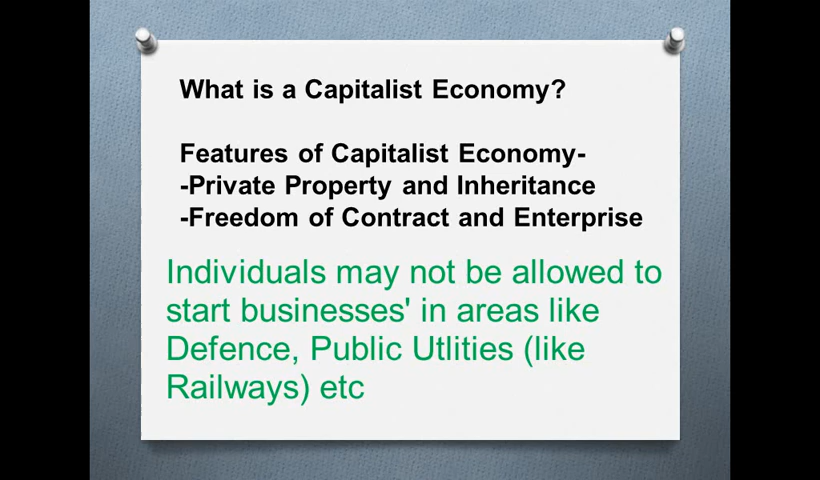 What is a Capitalist Economy?
Features of Capitalist Economy-
-Private Property and Inheritance
-Freedom of Contract and Enterprise
Individuals may not be allowed to
start businesses' in areas like
Defence, Public Utlities (like
Railways) etc